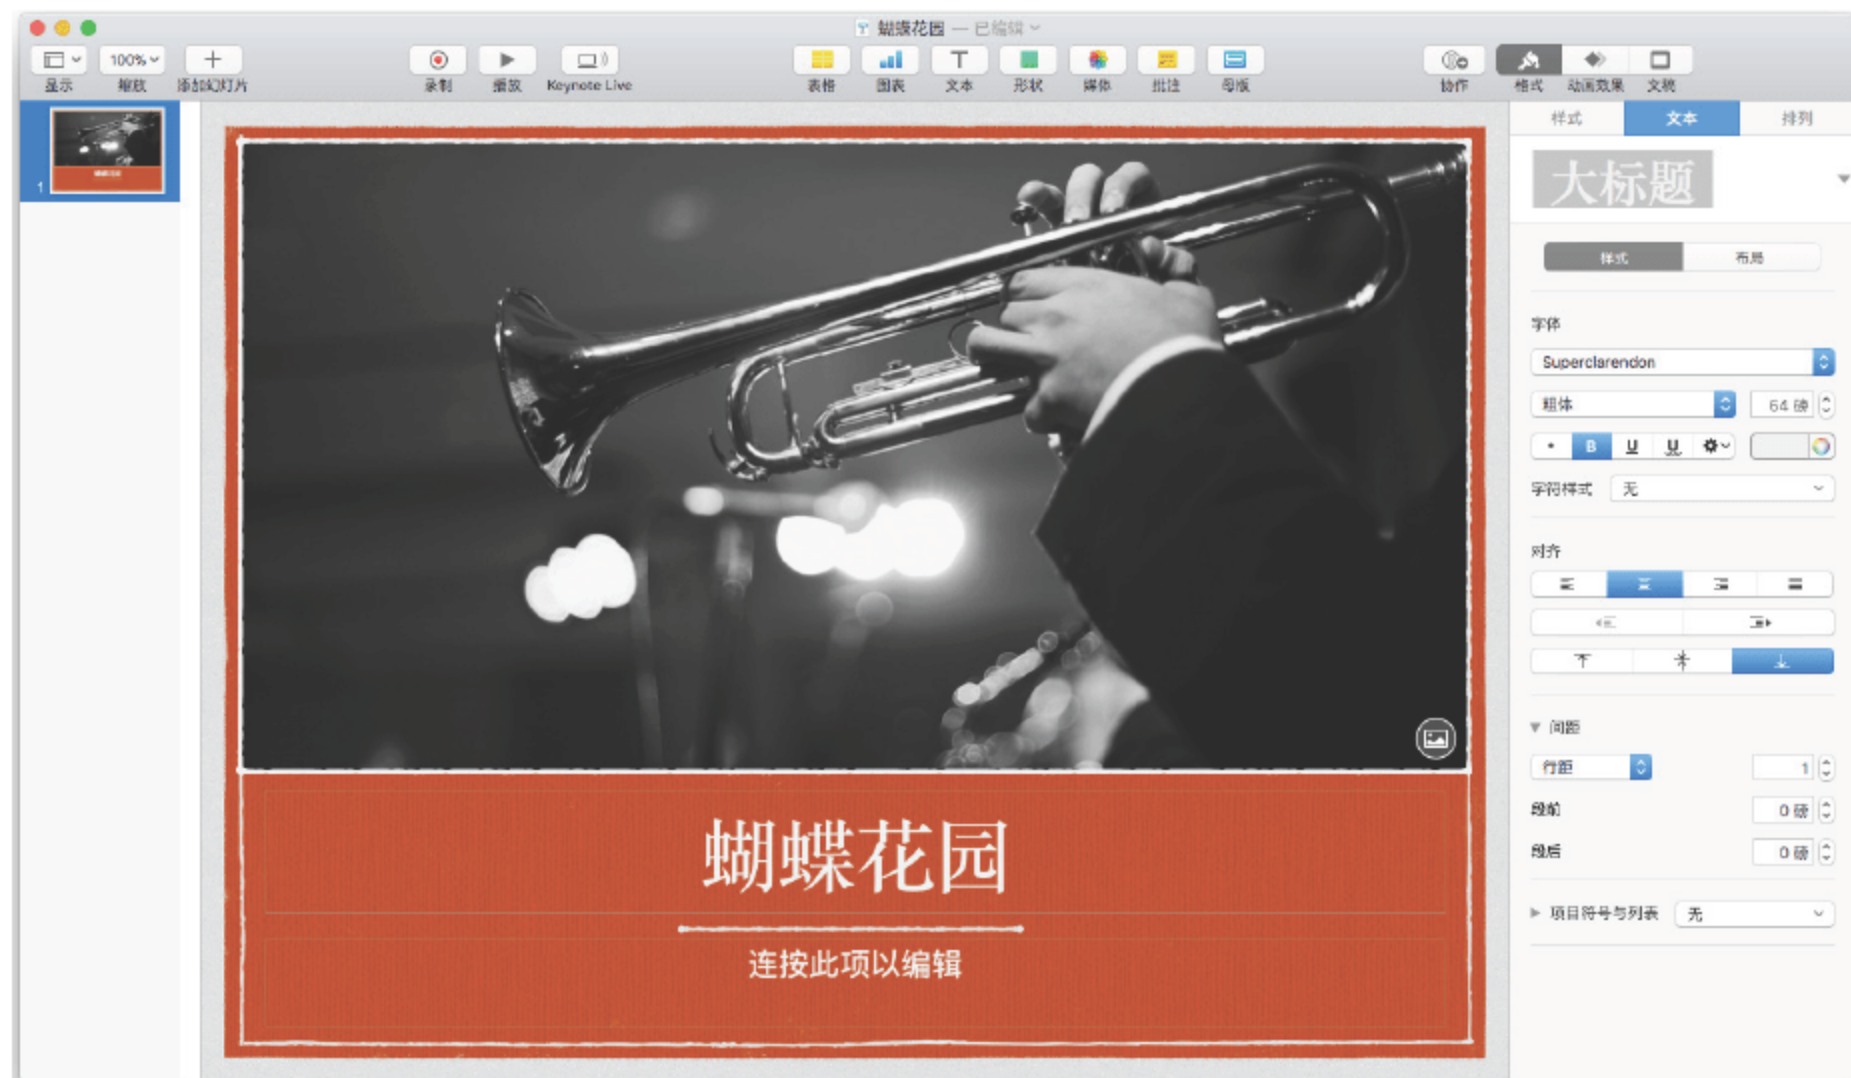 蝴蝶花园 — 已编辑
100%
显示 缩放 添加幻灯片 录制 播放 Keynote Live 表格 图表 文本 形状 媒体 批注 母版 协作 格式 动画效果 文稿
样式 文本 排列
大标题
样式 布局
字体
Superclarendon
粗体 64 磅
B U U
字符样式 无
对齐
间距
行距 1
段前 0 磅
段后 0 磅
项目符号与列表 无
1
蝴蝶花园
连按此项以编辑